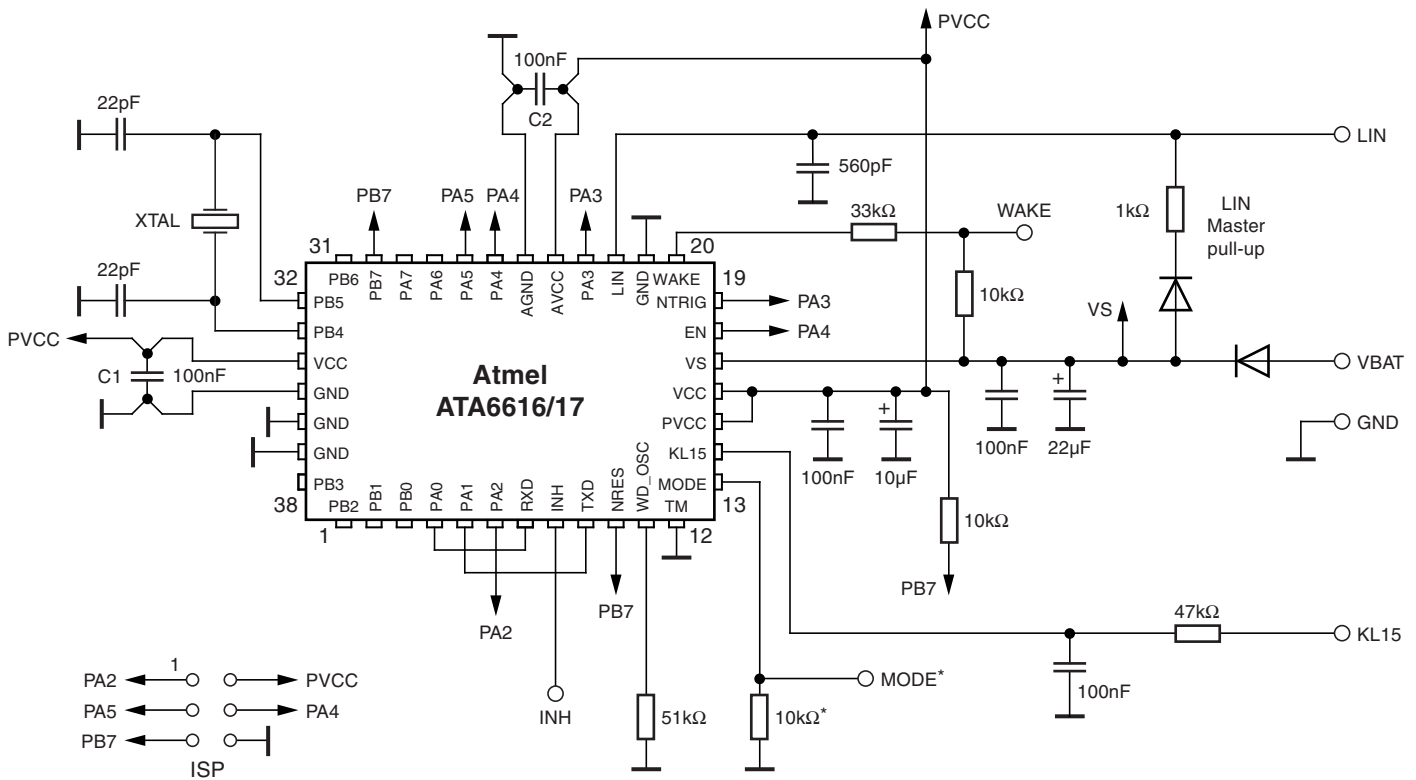 PVCC
100nF
C2
22pF
XTAL
22pF
PB7
PA5
PA4
PA3
560pF
LIN
33kΩ
WAKE
1kΩ
LIN
Master
pull-up
31
20
32
19
PB6
PB7
PA7
PA6
PA5
PA4
AGND
AVCC
PA3
LIN
GND
WAKE
PB5
PB4
VCC
GND
GND
GND
PB3
NTRIG
EN
VS
VCC
PVCC
KL15
MODE
PA3
PA4
10kΩ
VS
VBAT
GND
PVCC
C1
100nF
Atmel
ATA6616/17
100nF
10µF
+
100nF
22µF
+
38
13
PB2
PB1
PB0
PA0
PA1
PA2
RXD
INH
TXD
NRES
WD_OSC
TM
1
12
10kΩ
PB7
PA2
PB7
47kΩ
KL15
100nF
MODE*
INH
51kΩ
10kΩ*
1
PA2
PVCC
PA5
PA4
PB7
ISP